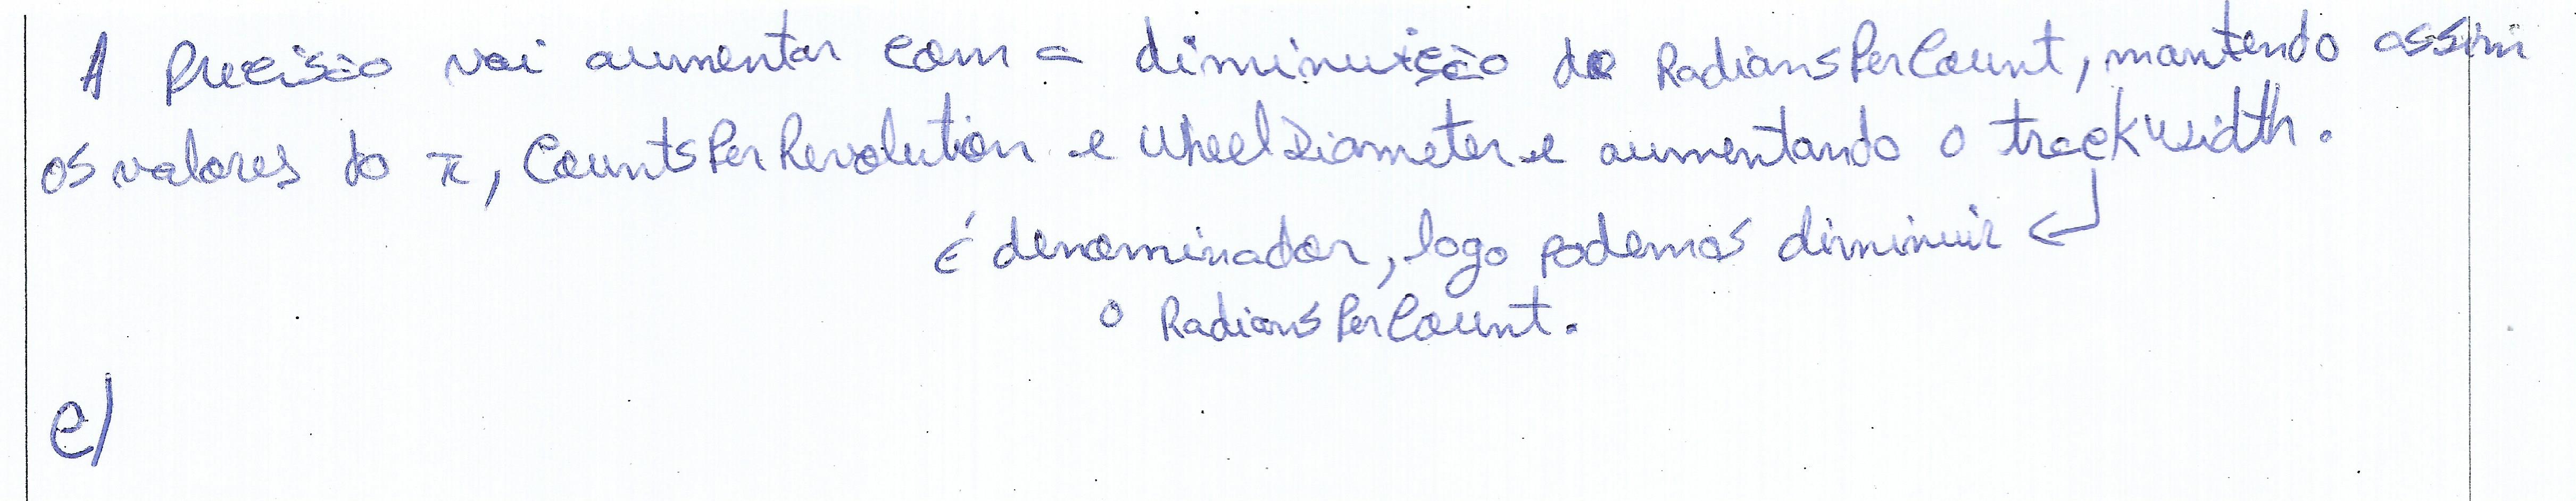 A precisão vai aumentar com a diminuição do RadiansPerCount, mantendo assim
os valores do π, CountsPerRevolution e WheelDiameter e aumentando o trackwidth.
É denominador, logo podemos diminuir ↵
o RadiansPerCount.
e)